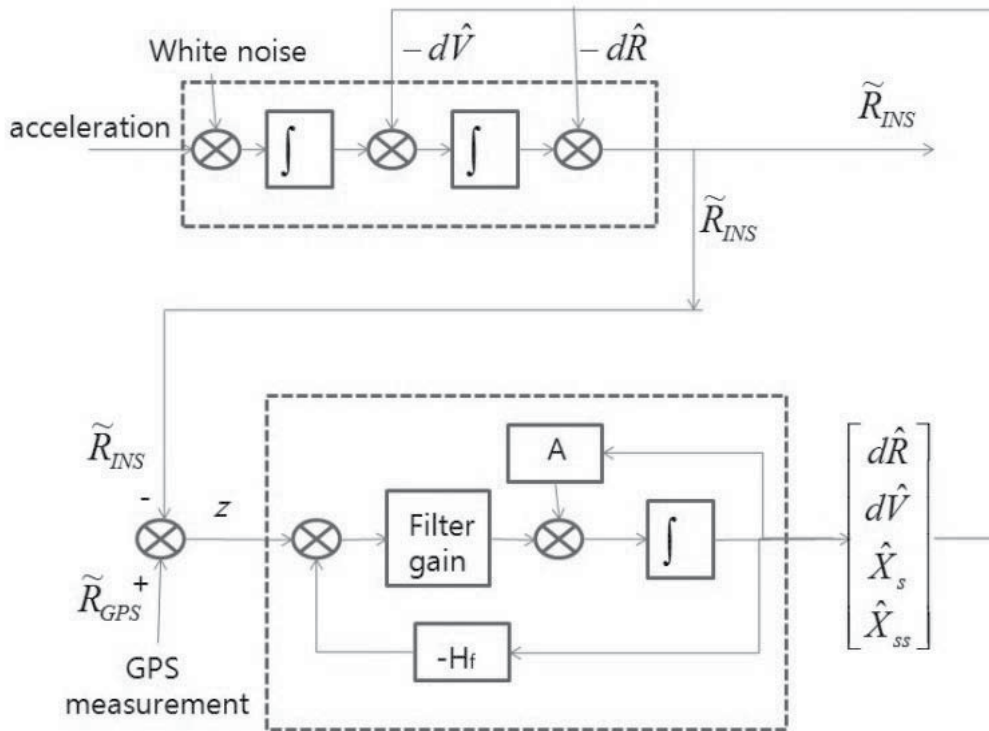 White noise
− dV̂
− dR̂
acceleration
∫
∫
R̃INS
R̃INS
R̃INS
-
z
A
Filter
gain
∫
+
R̃GPS
-Hf
GPS
measurement
dR̂
dV̂
X̂s
X̂ss